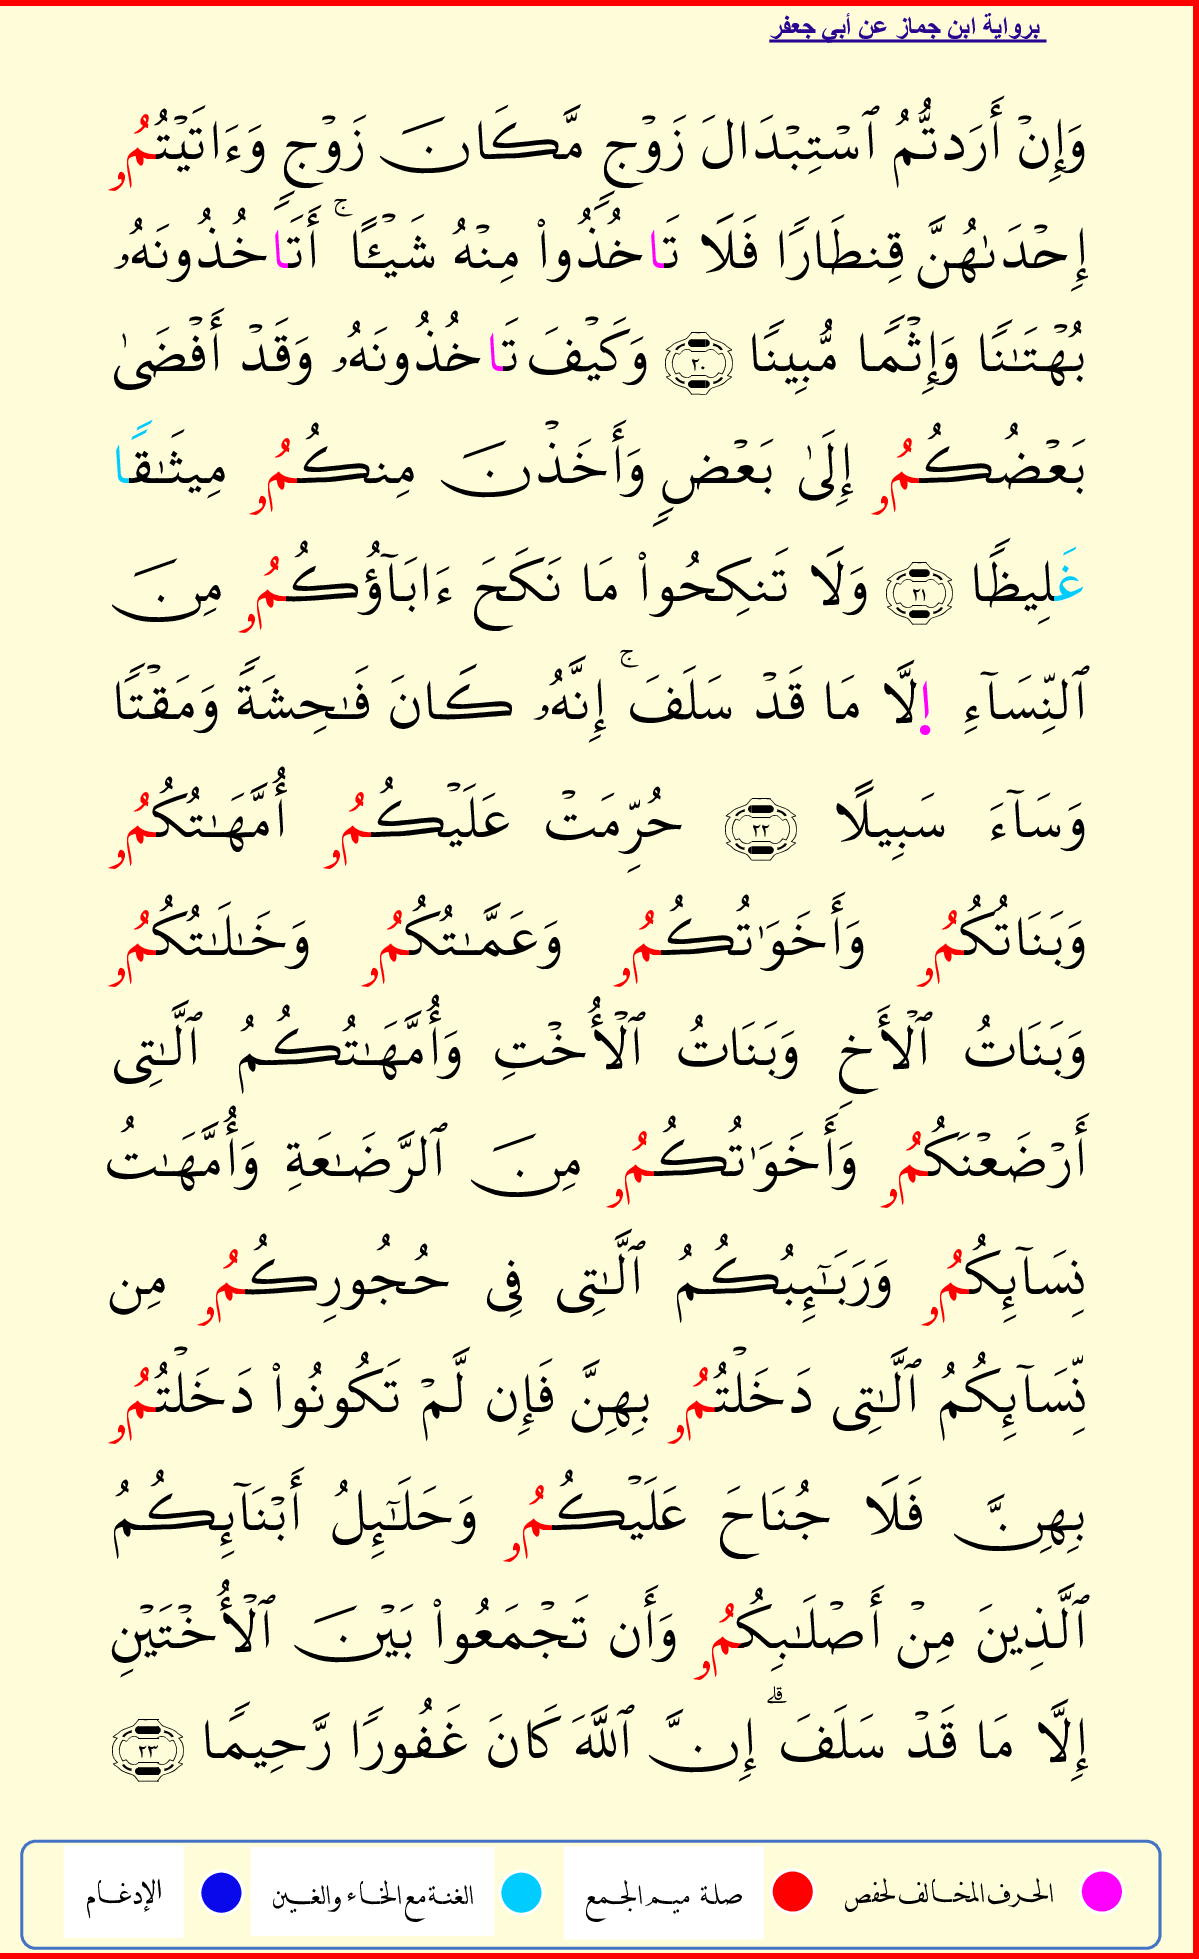 برواية ابن جماز عن أبي جعفر
وَإِنۡ أَرَدتُّمُ ٱسۡتِبۡدَالَ زَوۡجٖ مَّكَانَ زَوۡجٖ وَءَاتَيۡتُمُۥ
إِحۡدَىٰهُنَّ قِنطَارٗا فَلَا تَاخُذُواْ مِنۡهُ شَيۡـًٔاۚ أَتَاخُذُونَهُۥ
بُهۡتَٰنٗا وَإِثۡمٗا مُّبِينٗا ٢٠ وَكَيۡفَ تَاخُذُونَهُۥ وَقَدۡ أَفۡضَىٰ
بَعۡضُكُمُۥ إِلَىٰ بَعۡضٖ وَأَخَذۡنَ مِنكُمُۥ مِيثَٰقًا
غَلِيظٗا ٢١ وَلَا تَنكِحُواْ مَا نَكَحَ ءَابَآؤُكُمُۥ مِنَ
ٱلنِّسَآءِ اِ۪لَّا مَا قَدۡ سَلَفَۚ إِنَّهُۥ كَانَ فَٰحِشَةٗ وَمَقۡتٗا
وَسَآءَ سَبِيلًا ٢٢ حُرِّمَتۡ عَلَيۡكُمُۥ أُمَّهَٰتُكُمُۥ
وَبَنَاتُكُمُۥ وَأَخَوَٰتُكُمُۥ وَعَمَّٰتُكُمُۥ وَخَٰلَٰتُكُمُۥ
وَبَنَاتُ ٱلۡأَخِ وَبَنَاتُ ٱلۡأُخۡتِ وَأُمَّهَٰتُكُمُ ٱلَّٰتِي
أَرۡضَعۡنَكُمُۥ وَأَخَوَٰتُكُمُۥ مِنَ ٱلرَّضَٰعَةِ وَأُمَّهَٰتُ
نِسَآئِكُمُۥ وَرَبَٰٓئِبُكُمُ ٱلَّٰتِي فِي حُجُورِكُمُۥ مِن
نِّسَآئِكُمُ ٱلَّٰتِي دَخَلۡتُمُۥ بِهِنَّ فَإِن لَّمۡ تَكُونُواْ دَخَلۡتُمُۥ
بِهِنَّ فَلَا جُنَاحَ عَلَيۡكُمُۥ وَحَلَٰٓئِلُ أَبۡنَآئِكُمُ
ٱلَّذِينَ مِنۡ أَصۡلَٰبِكُمُۥ وَأَن تَجۡمَعُواْ بَيۡنَ ٱلۡأُخۡتَيۡنِ
إِلَّا مَا قَدۡ سَلَفَۗ إِنَّ ٱللَّهَ كَانَ غَفُورٗا رَّحِيمٗا ٢٣
الحرف المخالف لحفص صلة ميم الجمع الغنة مع الخاء والغين الإدغام